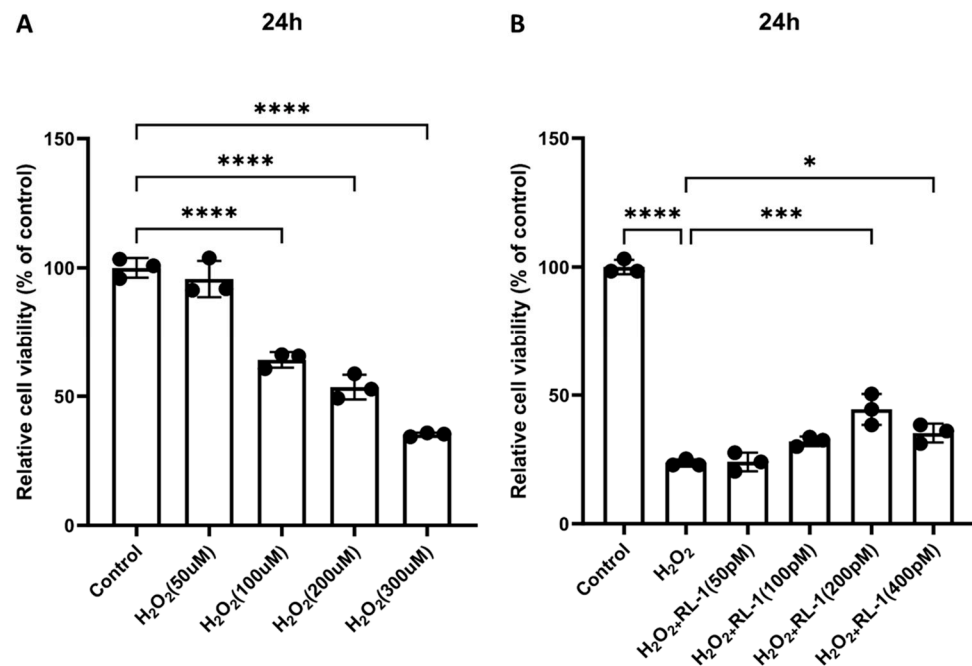 A
24h
****
****
****
Relative cell viability (% of control)
150
100
50
0
Control
H₂O₂(50uM)
H₂O₂(100uM)
H₂O₂(200uM)
H₂O₂(300uM)
B
24h
*
****
***
Relative cell viability (% of control)
150
100
50
0
Control
H₂O₂
H₂O₂₊RL-1(50pM)
H₂O₂₊RL-1(100pM)
H₂O₂₊RL-1(200pM)
H₂O₂₊RL-1(400pM)